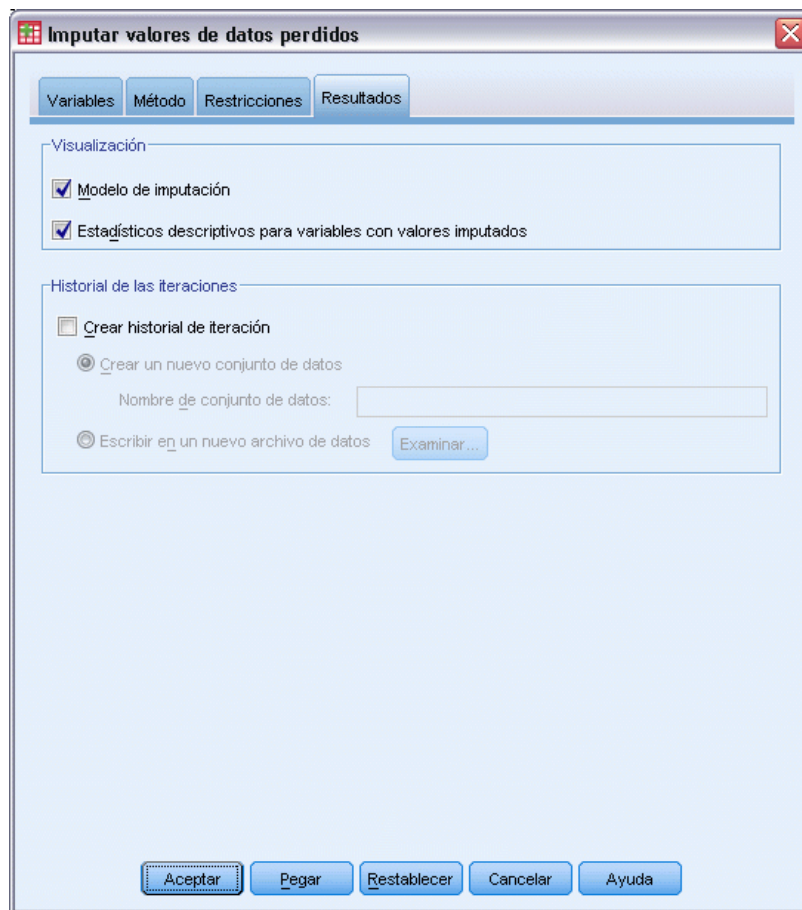 Imputar valores de datos perdidos
Variables Método Restricciones Resultados
Visualización
Modelo de imputación
Estadísticos descriptivos para variables con valores imputados
Historial de las iteraciones
Crear historial de iteración
Crear un nuevo conjunto de datos
Nombre de conjunto de datos:
Escribir en un nuevo archivo de datos Examinar...
Aceptar Pegar Restablecer Cancelar Ayuda